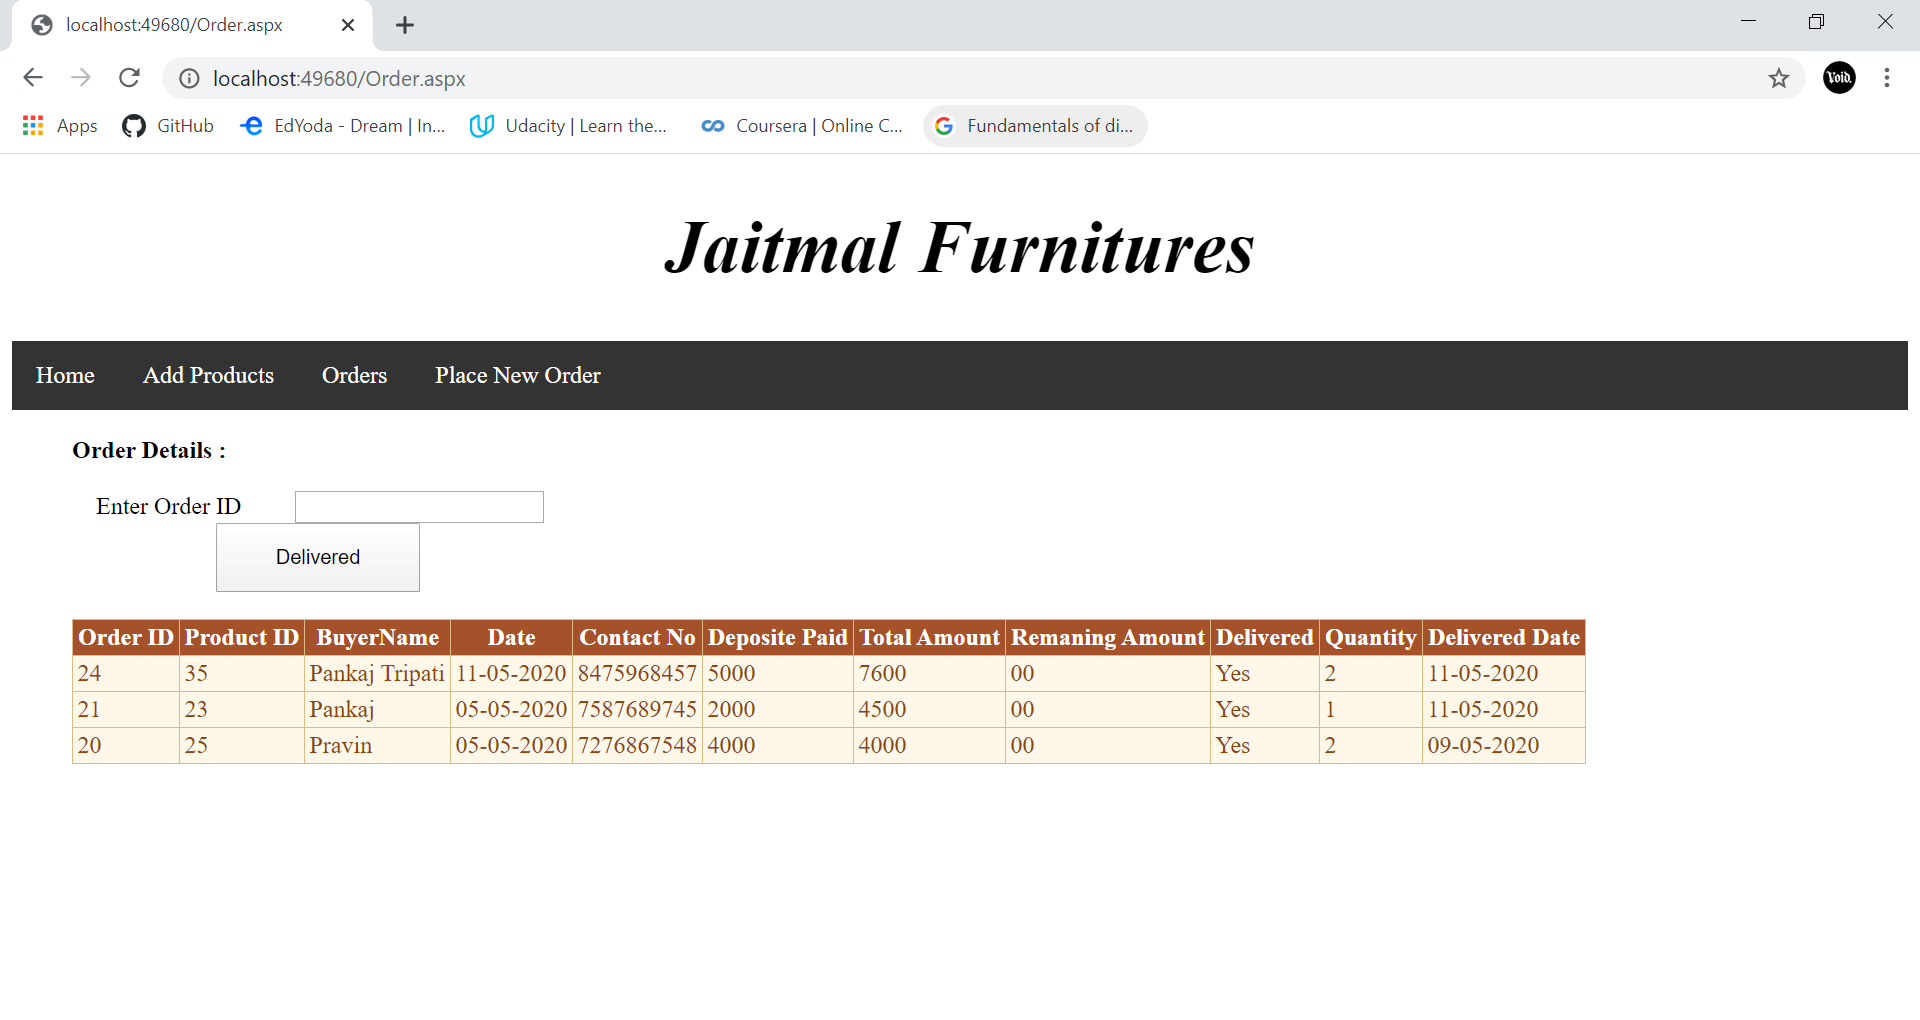 localhost:49680/Order.aspx
localhost:49680/Order.aspx
Void.
Apps GitHub EdYoda - Dream | In... Udacity | Learn the... Coursera | Online C... Fundamentals of di...
Jaitmal Furnitures
Home Add Products Orders Place New Order
Order Details :
Enter Order ID
Delivered
Order ID Product ID BuyerName Date Contact No Deposite Paid Total Amount Remaning Amount Delivered Quantity Delivered Date
24 35 Pankaj Tripati 11-05-2020 8475968457 5000 7600 00 Yes 2 11-05-2020
21 23 Pankaj 05-05-2020 7587689745 2000 4500 00 Yes 1 11-05-2020
20 25 Pravin 05-05-2020 7276867548 4000 4000 00 Yes 2 09-05-2020